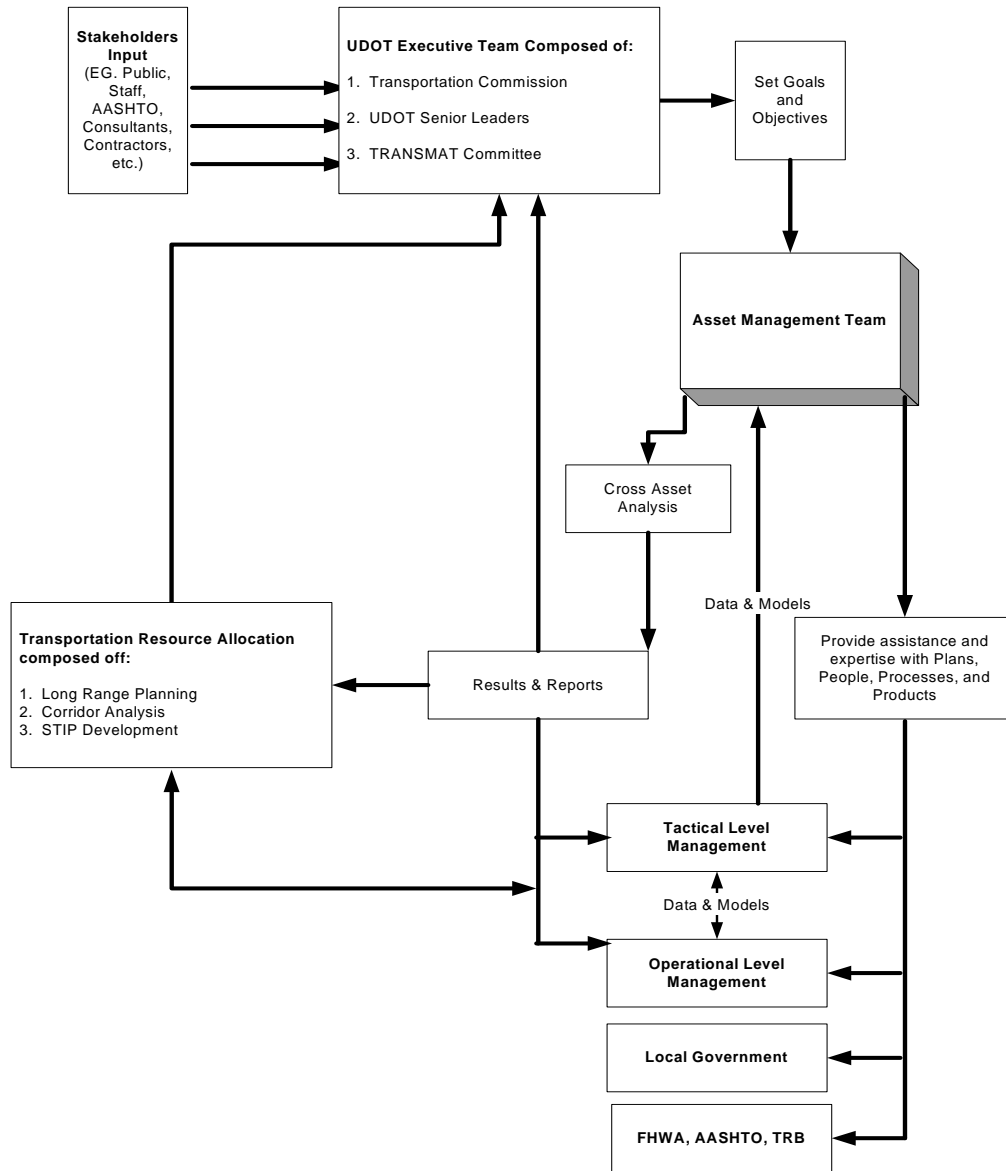 Stakeholders
Input
(EG. Public,
Staff,
AASHTO,
Consultants,
Contractors,
etc.)
UDOT Executive Team Composed of:
1. Transportation Commission
2. UDOT Senior Leaders
3. TRANSMAT Committee
Set Goals
and
Objectives
Asset Management Team
Cross Asset
Analysis
Data & Models
Transportation Resource Allocation
composed off:
1. Long Range Planning
2. Corridor Analysis
3. STIP Development
Results & Reports
Provide assistance and
expertise with Plans,
People, Processes, and
Products
Tactical Level
Management
Data & Models
Operational Level
Management
Local Government
FHWA, AASHTO, TRB